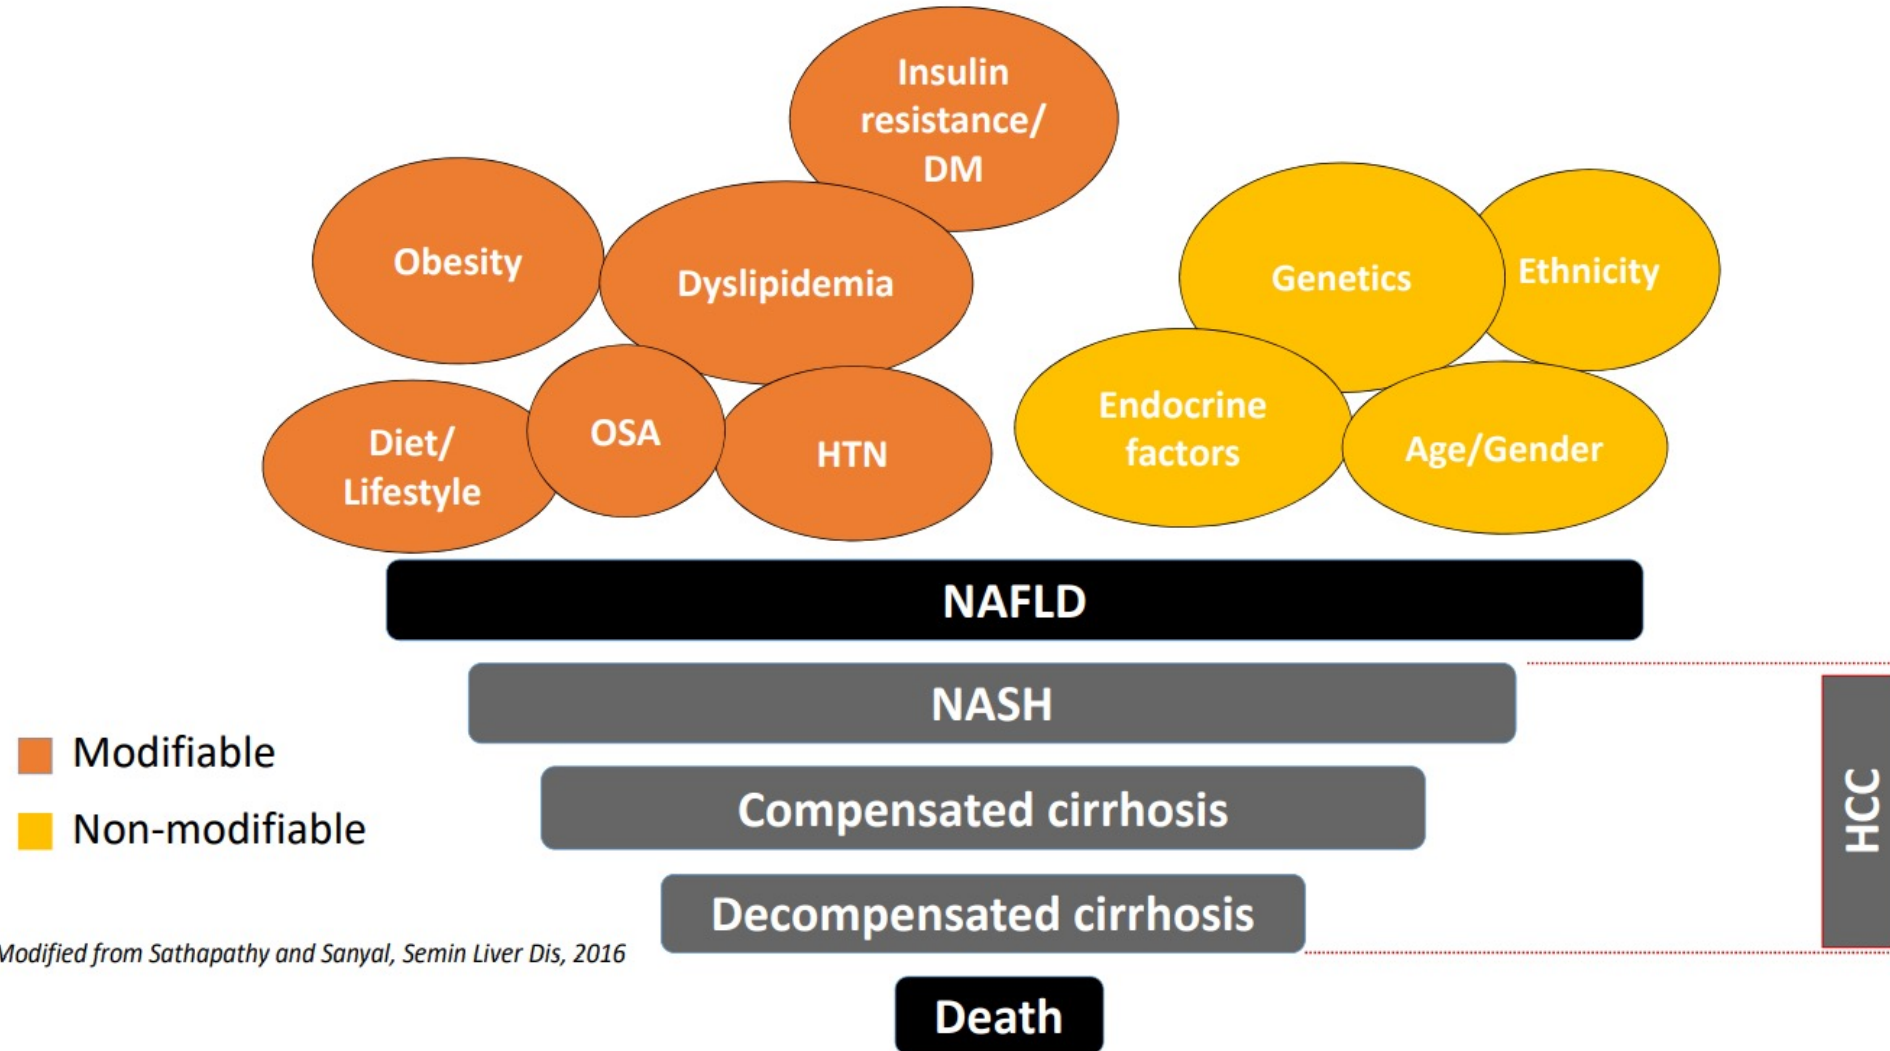 Insulin
resistance/
DM
Obesity
Dyslipidemia
Genetics
Ethnicity
Diet/
Lifestyle
OSA
HTN
Endocrine
factors
Age/Gender
NAFLD
NASH
Compensated cirrhosis
Decompensated cirrhosis
Death
HCC
Modifiable
Non-modifiable
Modified from Sathapathy and Sanyal, Semin Liver Dis, 2016